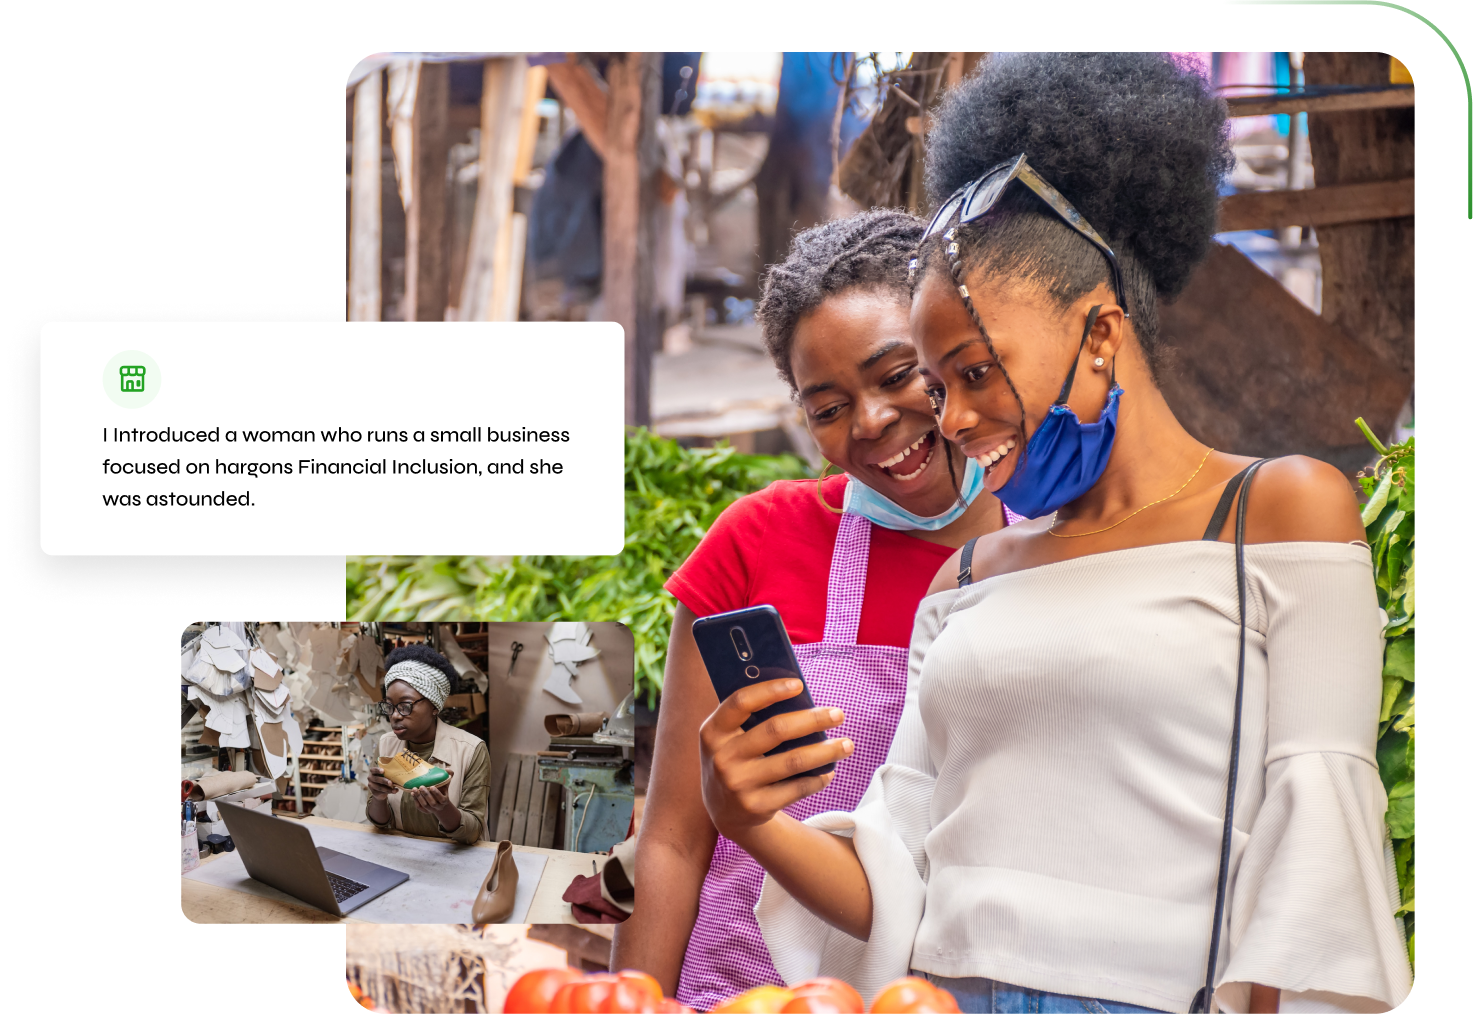 I Introduced a woman who runs a small business
focused on hargons Financial Inclusion, and she
was astounded.